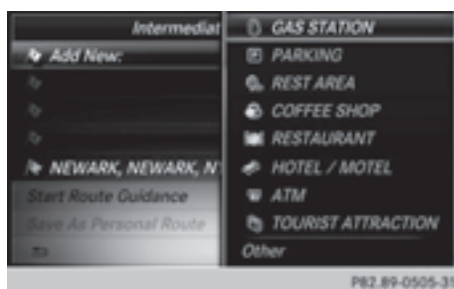 Intermediat
Add New:
NEWARK, NEWARK, N
Start Route Guidance
Save As Personal Route
GAS STATION
PARKING
REST AREA
COFFEE SHOP
RESTAURANT
HOTEL / MOTEL
ATM
TOURIST ATTRACTION
Other
P82.89-0505-31